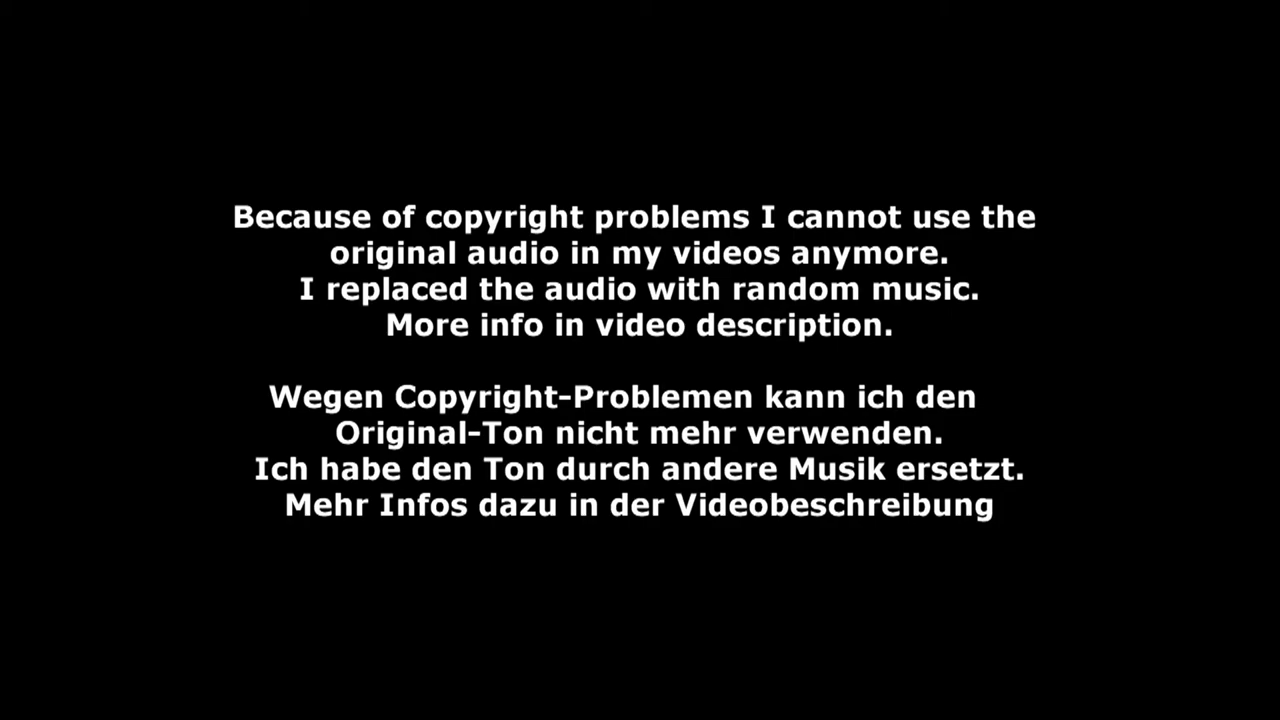 Because of copyright problems I cannot use the
original audio in my videos anymore.
I replaced the audio with random music.
More info in video description.
Wegen Copyright-Problemen kann ich den
Original-Ton nicht mehr verwenden.
Ich habe den Ton durch andere Musik ersetzt.
Mehr Infos dazu in der Videobeschreibung